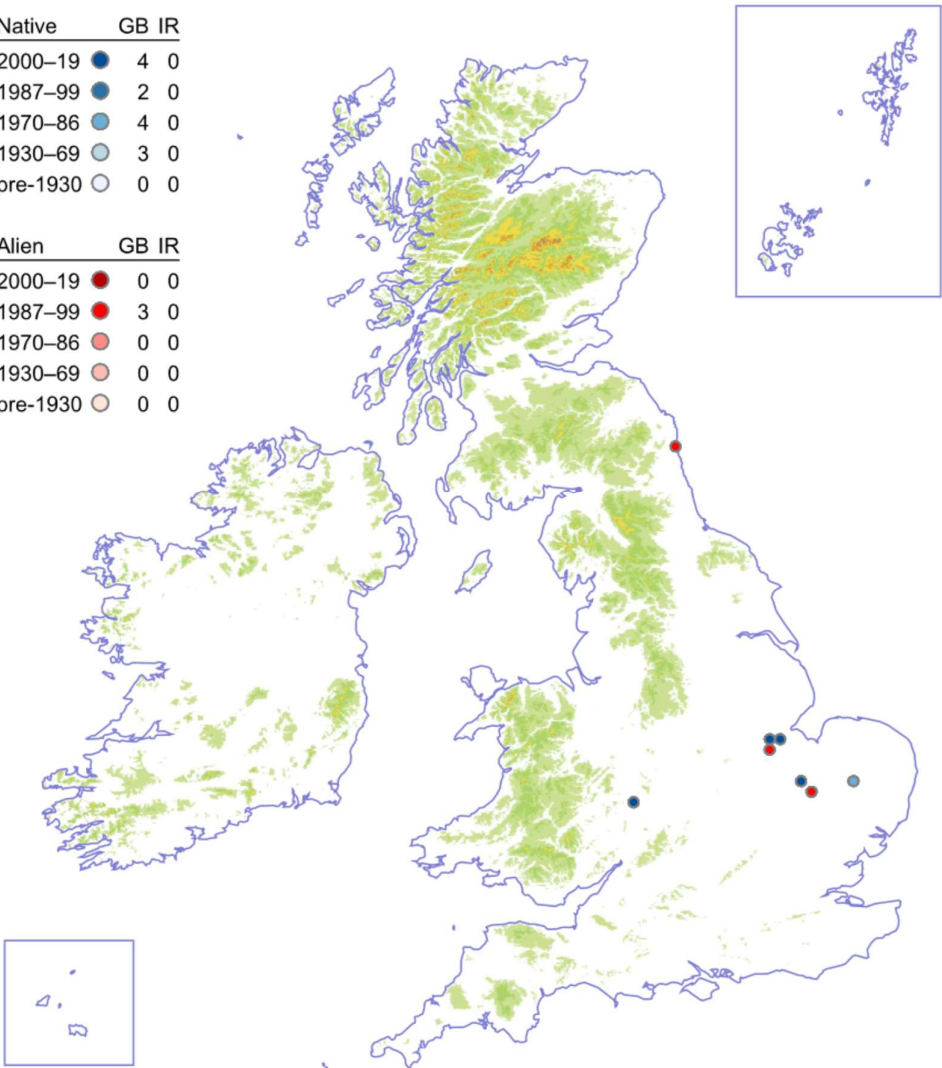 Native GB IR
2000–19 4 0
1987–99 2 0
1970–86 4 0
1930–69 3 0
pre-1930 0 0
Alien GB IR
2000–19 0 0
1987–99 3 0
1970–86 0 0
1930–69 0 0
pre-1930 0 0